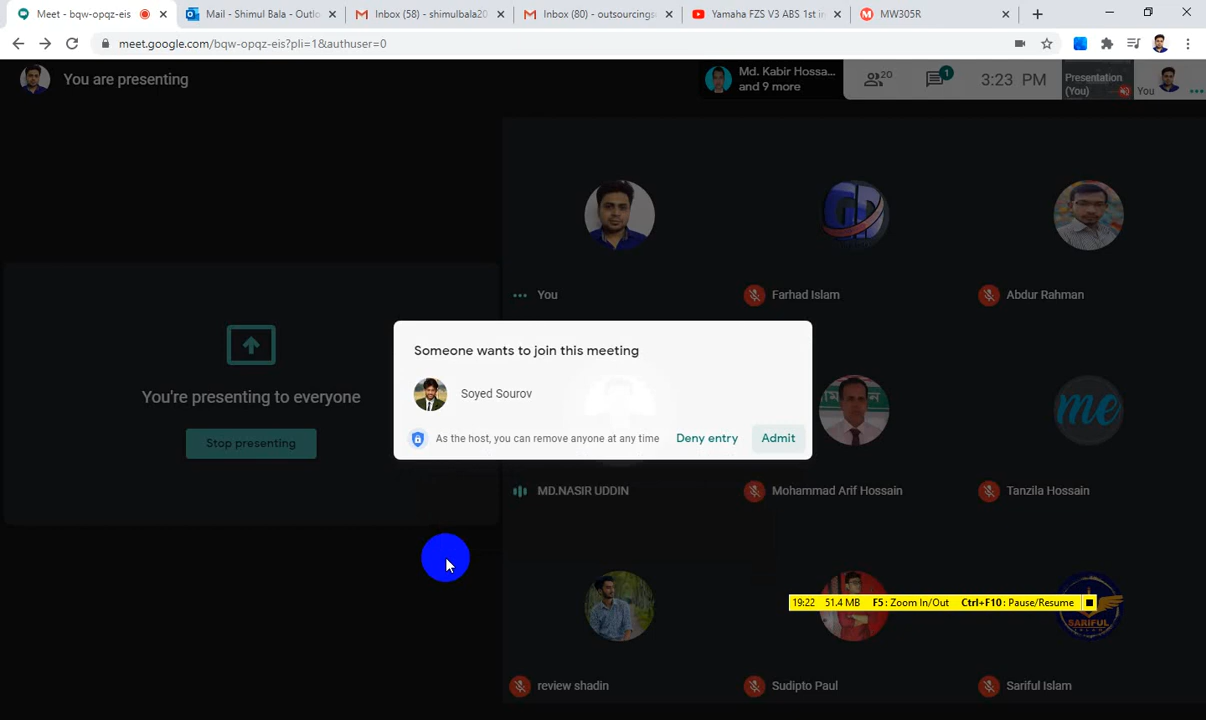 Meet - bqw-opqz-eis
Mail - Shimul Bala - Outlo
Inbox (58) - shimulbala20
Inbox (80) - outsourcings
Yamaha FZS V3 ABS 1st in
MW305R
meet.google.com/bqw-opqz-eis?pli=1&authuser=0
You are presenting
Md. Kabir Hossa...
and 9 more
20
1
3:23 PM
Presentation
(You)
You
You're presenting to everyone
Stop presenting
You
Farhad Islam
Abdur Rahman
Someone wants to join this meeting
Soyed Sourov
As the host, you can remove anyone at any time
Deny entry
Admit
me
MD.NASIR UDDIN
Mohammad Arif Hossain
Tanzila Hossain
19:22 51.4 MB F5: Zoom In/Out Ctrl+F10: Pause/Resume
SARIFUL
review shadin
Sudipto Paul
Sariful Islam